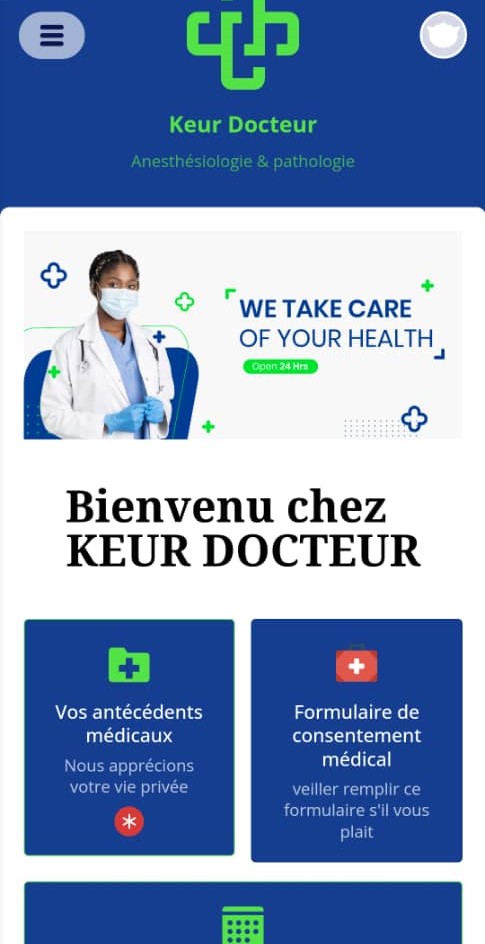 Keur Docteur
Anesthésiologie & pathologie
WE TAKE CARE
OF YOUR HEALTH
Open 24 Hrs
Bienvenu chez
KEUR DOCTEUR
Vos antécédents
médicaux
Nous apprécions
votre vie privée
Formulaire de
consentement
médical
veiller remplir ce
formulaire s'il vous
plait